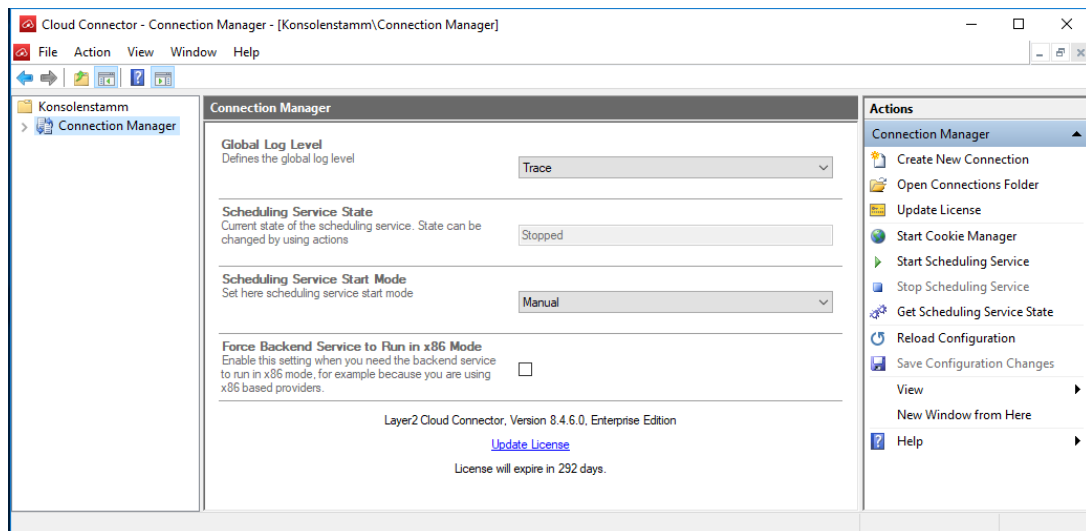 Cloud Connector - Connection Manager - [Konsolenstamm\Connection Manager]
File Action View Window Help
Konsolenstamm
Connection Manager
Connection Manager
Global Log Level
Defines the global log level
Trace
Scheduling Service State
Current state of the scheduling service. State can be
changed by using actions
Stopped
Scheduling Service Start Mode
Set here scheduling service start mode
Manual
Force Backend Service to Run in x86 Mode
Enable this setting when you need the backend service
to run in x86 mode, for example because you are using
x86 based providers.
Layer2 Cloud Connector, Version 8.4.6.0, Enterprise Edition
Update License
License will expire in 292 days.
Actions
Connection Manager
Create New Connection
Open Connections Folder
Update License
Start Cookie Manager
Start Scheduling Service
Stop Scheduling Service
Get Scheduling Service State
Reload Configuration
Save Configuration Changes
View
New Window from Here
Help